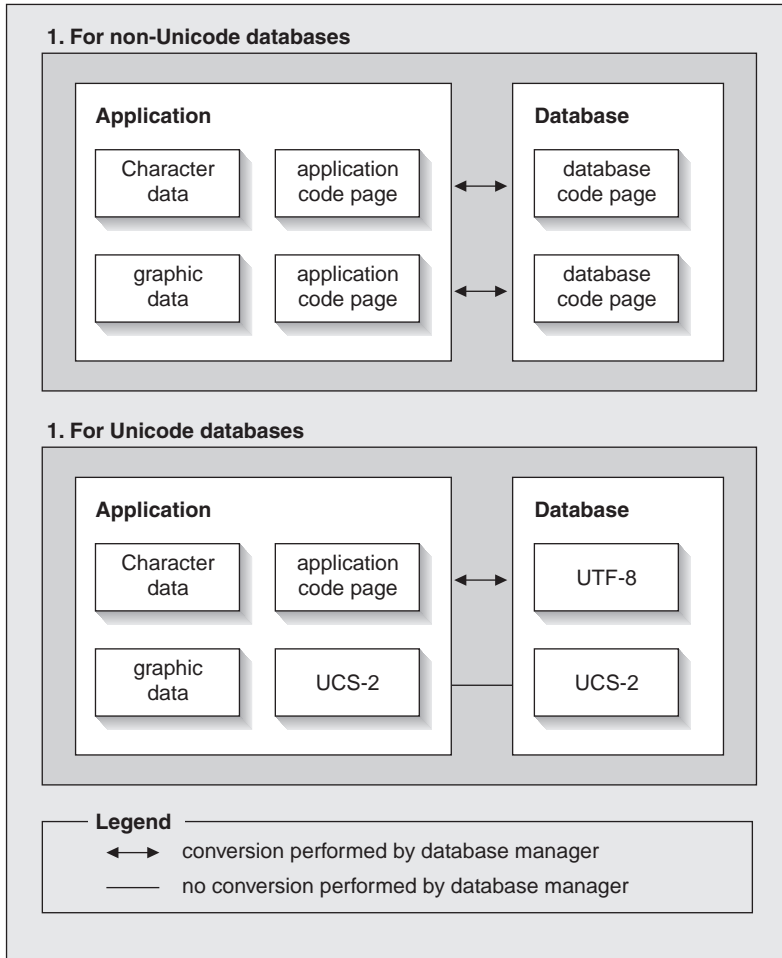 1. For non-Unicode databases
Application
Database
Character
data
application
code page
database
code page
graphic
data
application
code page
database
code page
1. For Unicode databases
Application
Database
Character
data
application
code page
UTF-8
graphic
data
UCS-2
UCS-2
Legend
conversion performed by database manager
no conversion performed by database manager